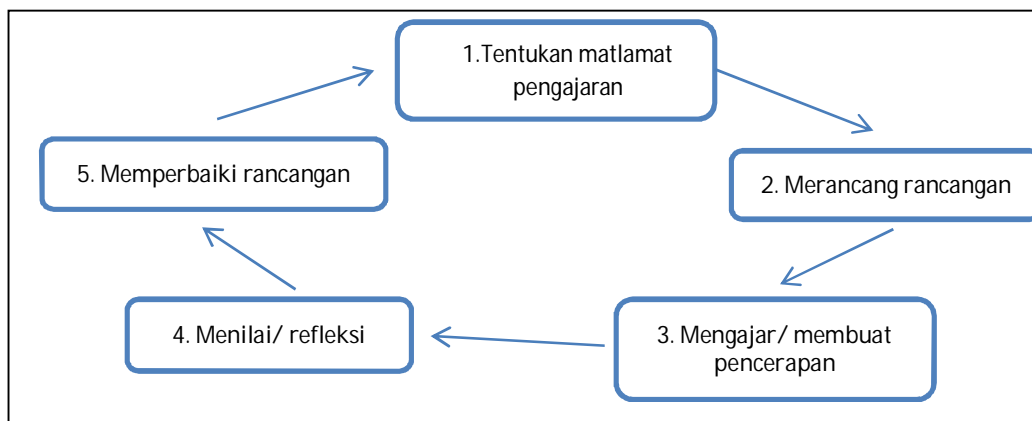 1.Tentukan matlamat
pengajaran
2. Merancang rancangan
3. Mengajar/ membuat
pencerapan
4. Menilai/ refleksi
5. Memperbaiki rancangan